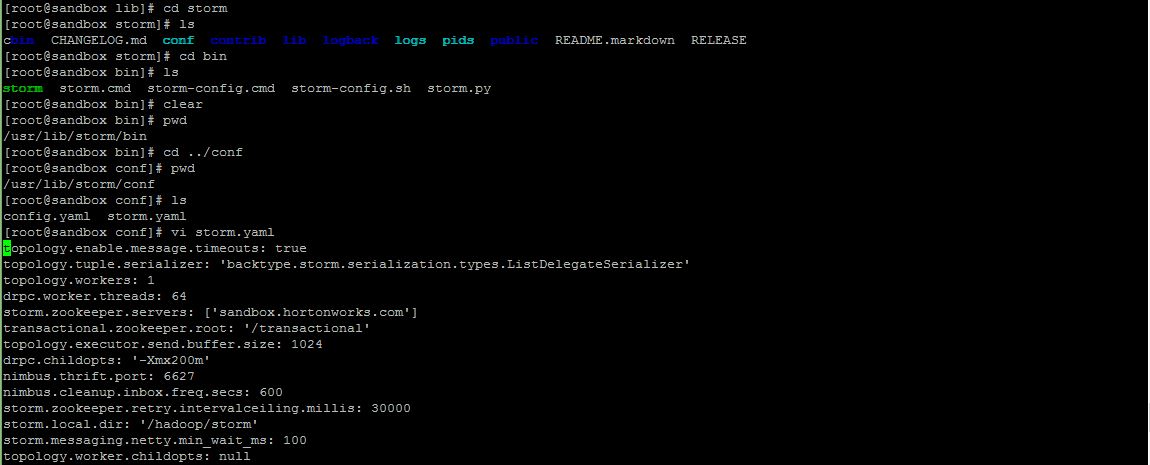 [root@sandbox lib]# cd storm
[root@sandbox storm]# ls
cbin  CHANGELOG.md  conf  contrib  lib  logback  logs  pids  public  README.markdown  RELEASE
[root@sandbox storm]# cd bin
[root@sandbox bin]# ls
storm  storm.cmd  storm-config.cmd  storm-config.sh  storm.py
[root@sandbox bin]# clear
[root@sandbox bin]# pwd
/usr/lib/storm/bin
[root@sandbox bin]# cd ../conf
[root@sandbox conf]# pwd
/usr/lib/storm/conf
[root@sandbox conf]# ls
config.yaml  storm.yaml
[root@sandbox conf]# vi storm.yaml
topology.enable.message.timeouts: true
topology.tuple.serializer: 'backtype.storm.serialization.types.ListDelegateSerializer'
topology.workers: 1
drpc.worker.threads: 64
storm.zookeeper.servers: ['sandbox.hortonworks.com']
transactional.zookeeper.root: '/transactional'
topology.executor.send.buffer.size: 1024
drpc.childopts: '-Xmx200m'
nimbus.thrift.port: 6627
nimbus.cleanup.inbox.freq.secs: 600
storm.zookeeper.retry.intervalceiling.millis: 30000
storm.local.dir: '/hadoop/storm'
storm.messaging.netty.min_wait_ms: 100
topology.worker.childopts: null